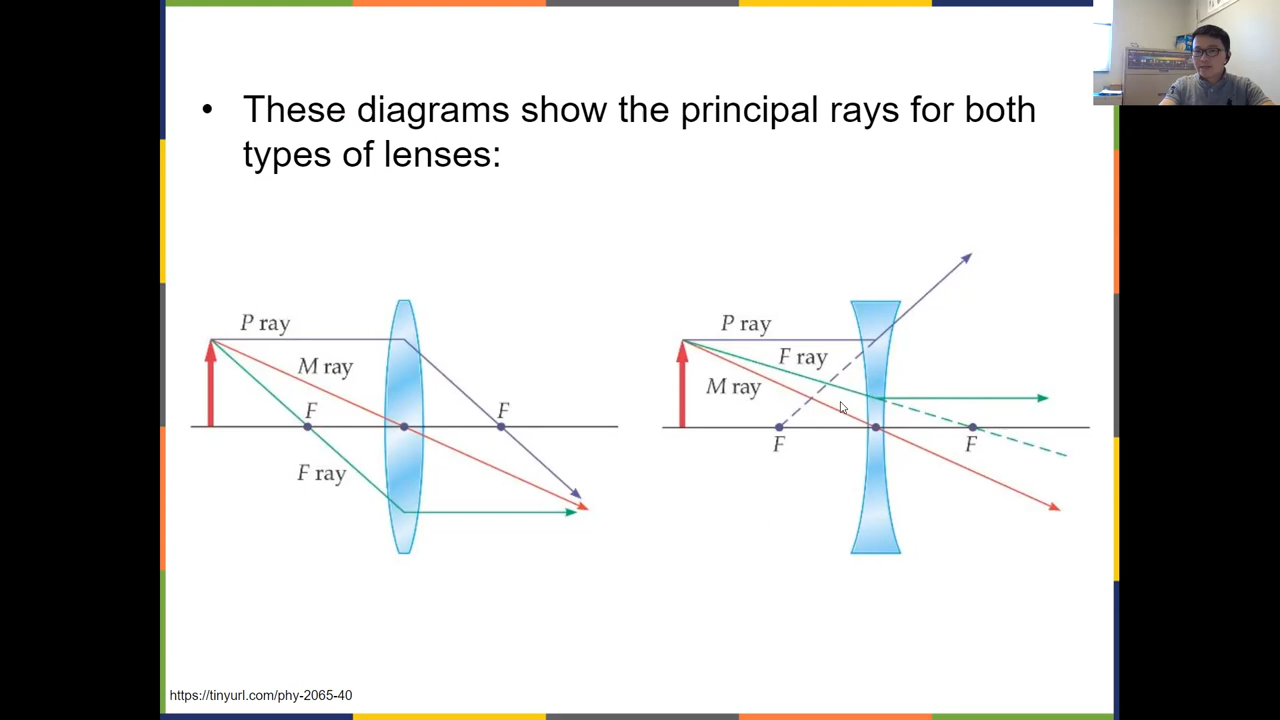 • These diagrams show the principal rays for both
types of lenses:
P ray
M ray
F
F
F ray
P ray
F ray
M ray
F
F
https://tinyurl.com/phy-2065-40